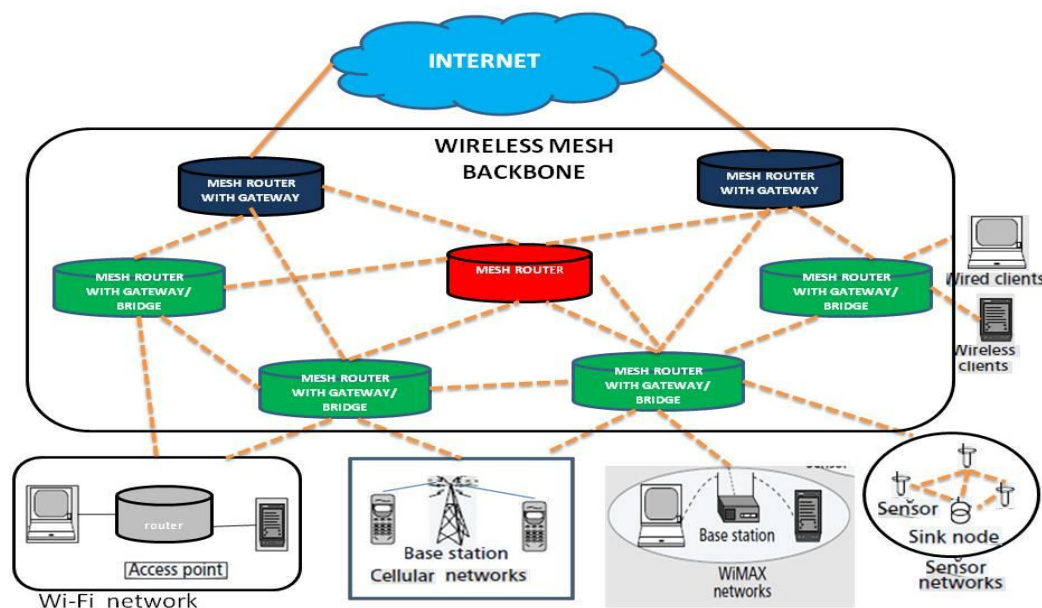 INTERNET
WIRELESS MESH
BACKBONE
MESH ROUTER
WITH GATEWAY
MESH ROUTER
WITH GATEWAY
MESH ROUTER
WITH GATEWAY/
BRIDGE
MESH ROUTER
MESH ROUTER
WITH GATEWAY/
BRIDGE
Wired clients
Wireless
clients
MESH ROUTER
WITH GATEWAY/
BRIDGE
MESH ROUTER
WITH GATEWAY/
BRIDGE
router
Access point
Wi-Fi network
Base station
Cellular networks
Base station
WiMAX
networks
Sensor
Sink node
Sensor
networks